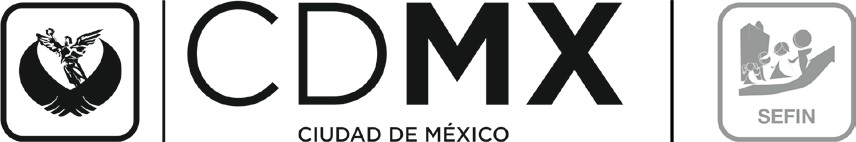 CDMX
CIUDAD DE MÉXICO
SEFIN